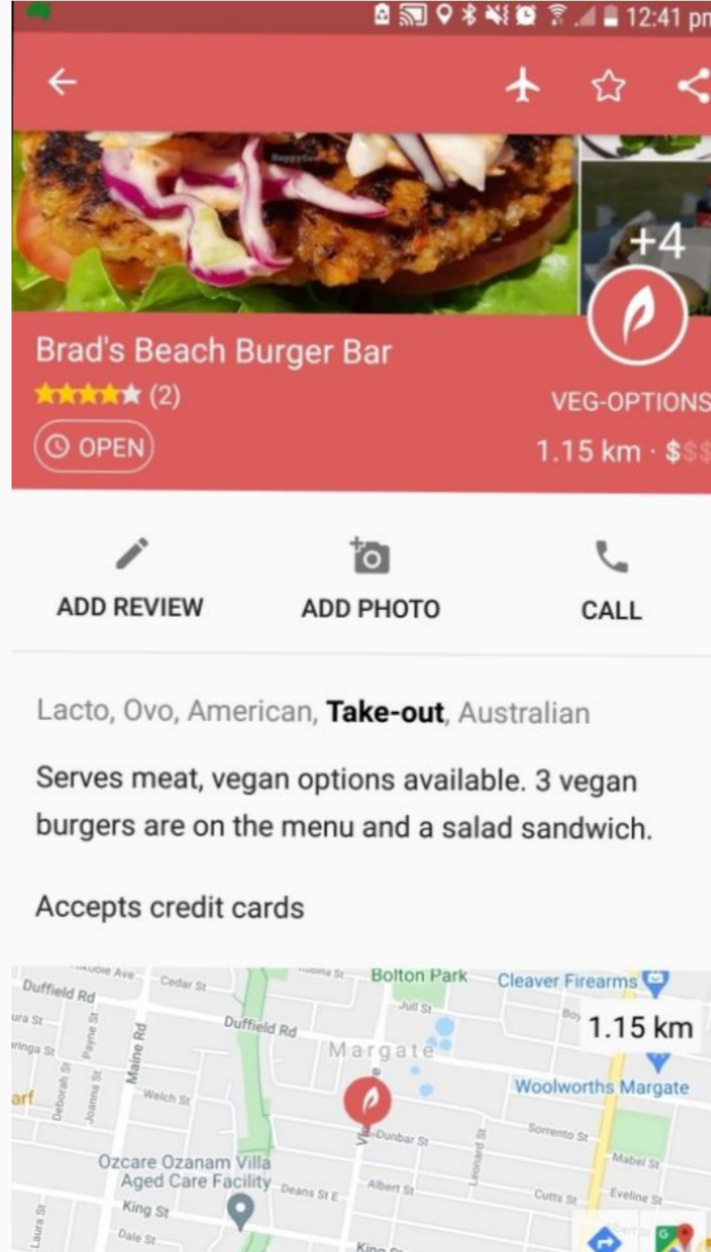 12:41 pm
HappyCow
+4
Brad's Beach Burger Bar
(2)
VEG-OPTIONS
OPEN
1.15 km · $$$
ADD REVIEW
ADD PHOTO
CALL
Lacto, Ovo, American, Take-out, Australian
Serves meat, vegan options available. 3 vegan
burgers are on the menu and a salad sandwich.
Accepts credit cards
Bolton Park
Cleaver Firearms
Cedar St
Duffield Rd
Jull St
1.15 km
Duffield Rd
Payne St
Maine Rd
Margate
Deborah St
Joanna St
Welch St
Woolworths Margate
Dunbar St
Leonard St
Sorrento St
Mabel St
Ozcare Ozanam Villa
Aged Care Facility
Deans St E
Albert St
Cutts St
Eveline St
King St
Laura St
Dale St
King